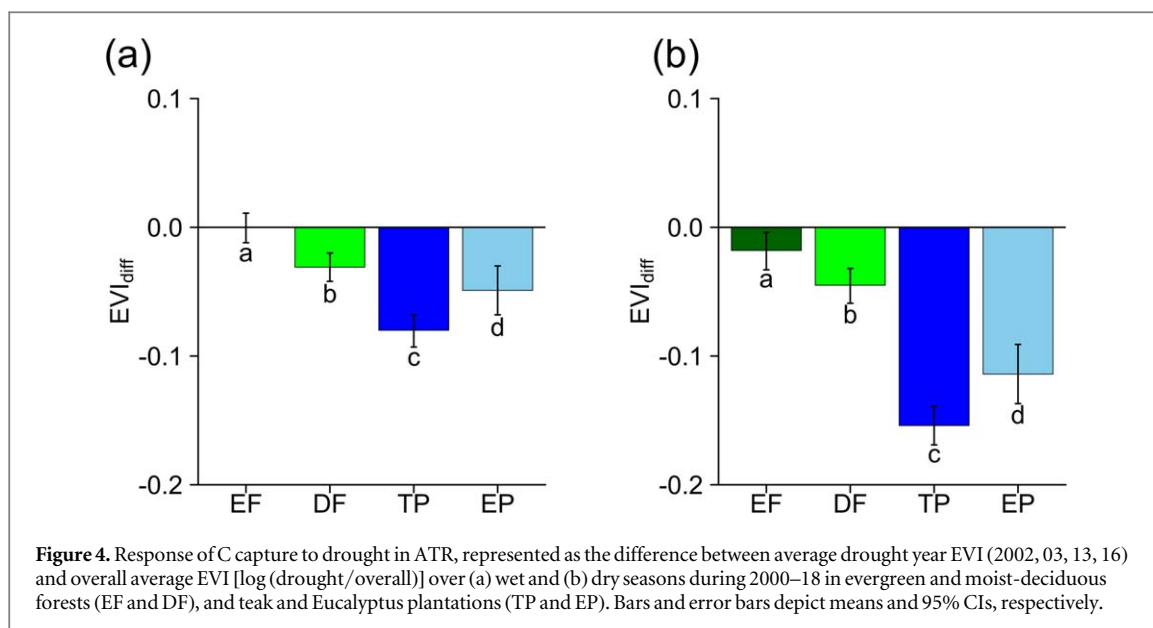 (a)
(b)
0.1
0.0
-0.1
-0.2
EVIdiff
a
b
c
d
EF DF TP EP
0.1
0.0
-0.1
-0.2
EVIdiff
a
b
c
d
EF DF TP EP
Figure 4. Response of C capture to drought in ATR, represented as the difference between average drought year EVI (2002, 03, 13, 16)
and overall average EVI [log (drought/overall)] over (a) wet and (b) dry seasons during 2000–18 in evergreen and moist-deciduous
forests (EF and DF), and teak and Eucalyptus plantations (TP and EP). Bars and error bars depict means and 95% CIs, respectively.